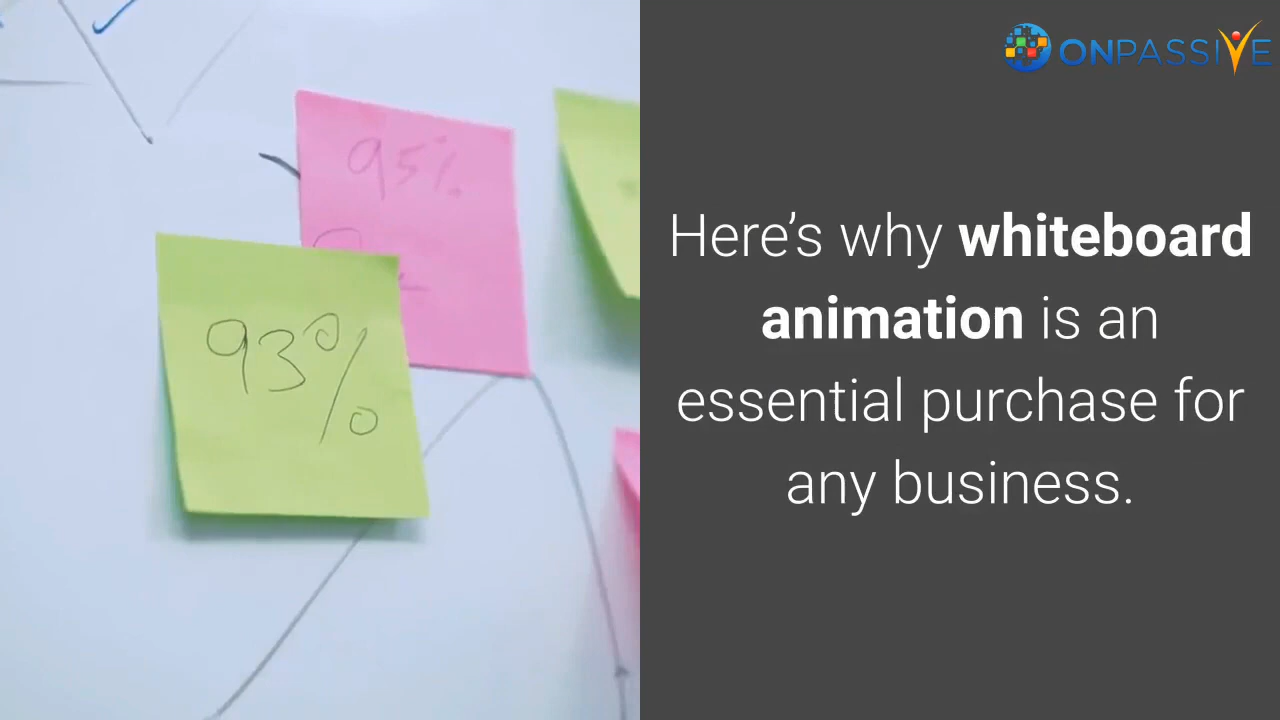 95%
93%
ONPASSIVE
Here’s why whiteboard
animation is an
essential purchase for
any business.